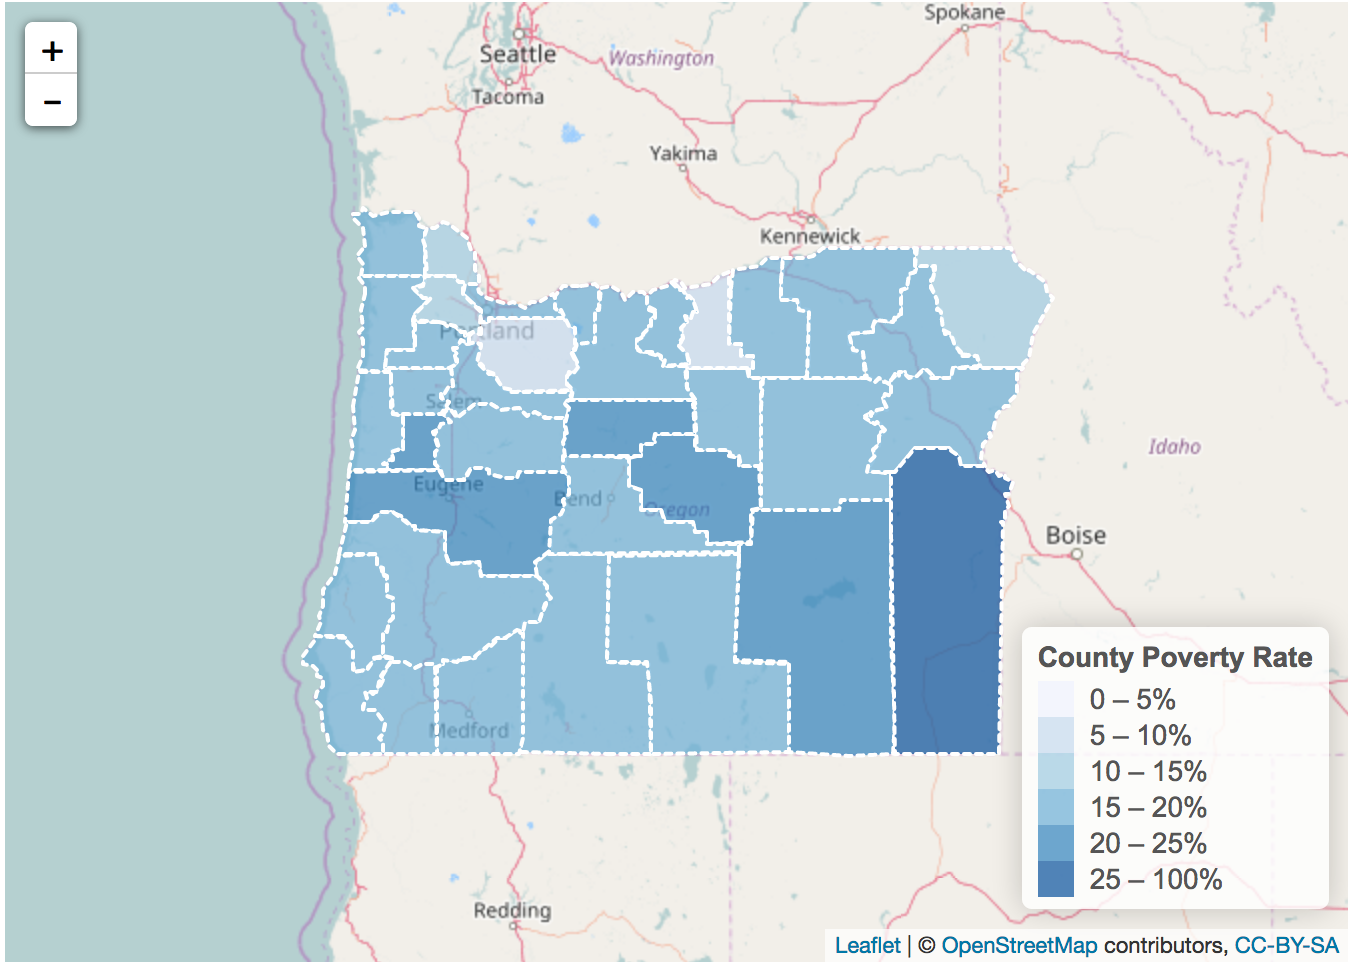 +
−
Spokane
Seattle
Washington
Tacoma
Yakima
Kennewick
Portland
Salem
Idaho
Eugene
Bend
Oregon
Boise
Medford
Redding
County Poverty Rate
0 – 5%
5 – 10%
10 – 15%
15 – 20%
20 – 25%
25 – 100%
Leaflet | © OpenStreetMap contributors, CC-BY-SA